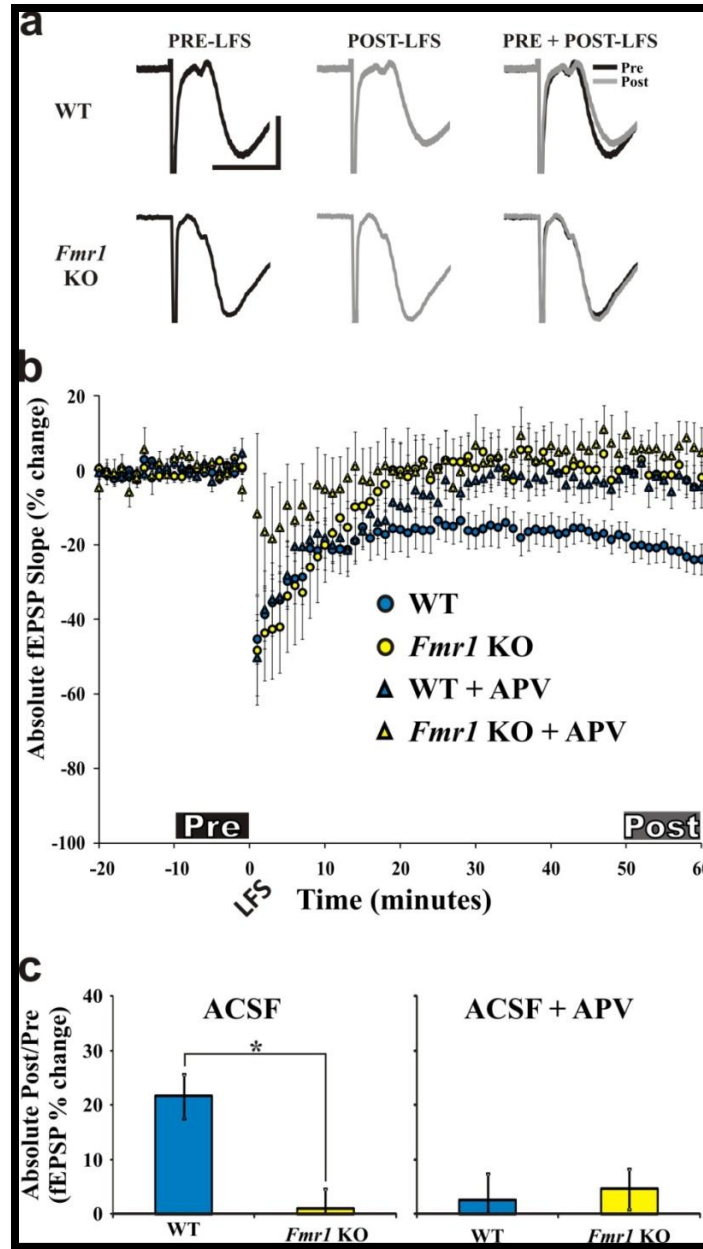 a
PRE-LFS POST-LFS PRE + POST-LFS
Pre
Post
WT
Fmr1
KO
b
Absolute fEPSP Slope (% change)
20
0
-20
-40
-60
-80
-100
WT
Fmr1 KO
WT + APV
Fmr1 KO + APV
Pre
Post
-20 -10 0 10 20 30 40 50 60
LFS
Time (minutes)
c
Absolute Post/Pre
(fEPSP % change)
40
30
20
10
0
ACSF
ACSF + APV
*
WT
Fmr1 KO
WT
Fmr1 KO